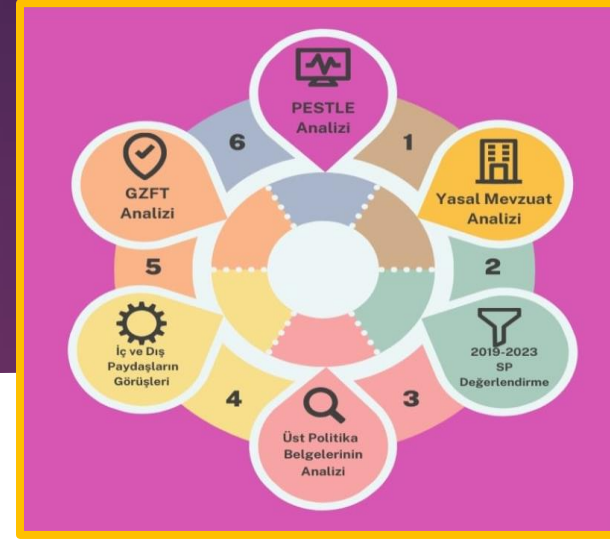 PESTLE
Analizi
1
Yasal Mevzuat
Analizi
2
2019-2023
SP
Değerlendirme
3
Üst Politika
Belgelerinin
Analizi
4
İç ve Dış
Paydaşların
Görüşleri
5
GZFT
Analizi
6